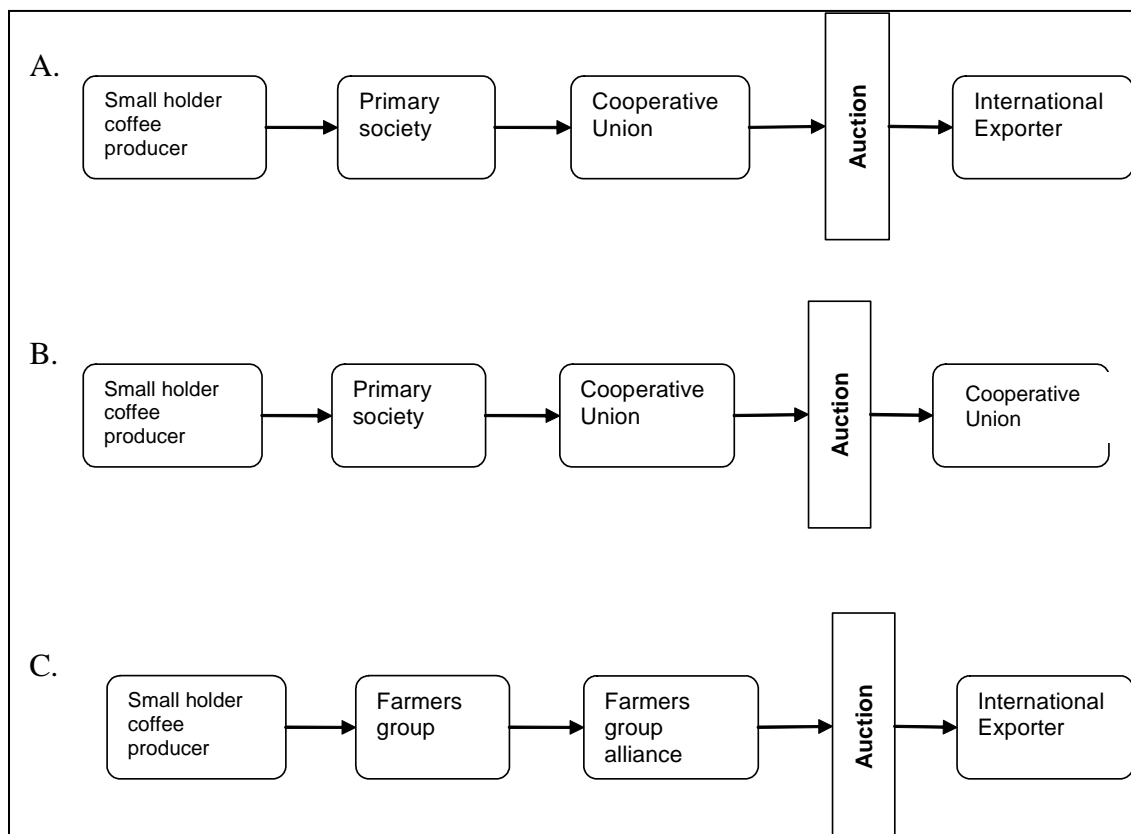 A.
Small holder
coffee
producer
Primary
society
Cooperative
Union
Auction
International
Exporter
B.
Small holder
coffee
producer
Primary
society
Cooperative
Union
Auction
Cooperative
Union
C.
Small holder
coffee
producer
Farmers
group
Farmers
group
alliance
Auction
International
Exporter